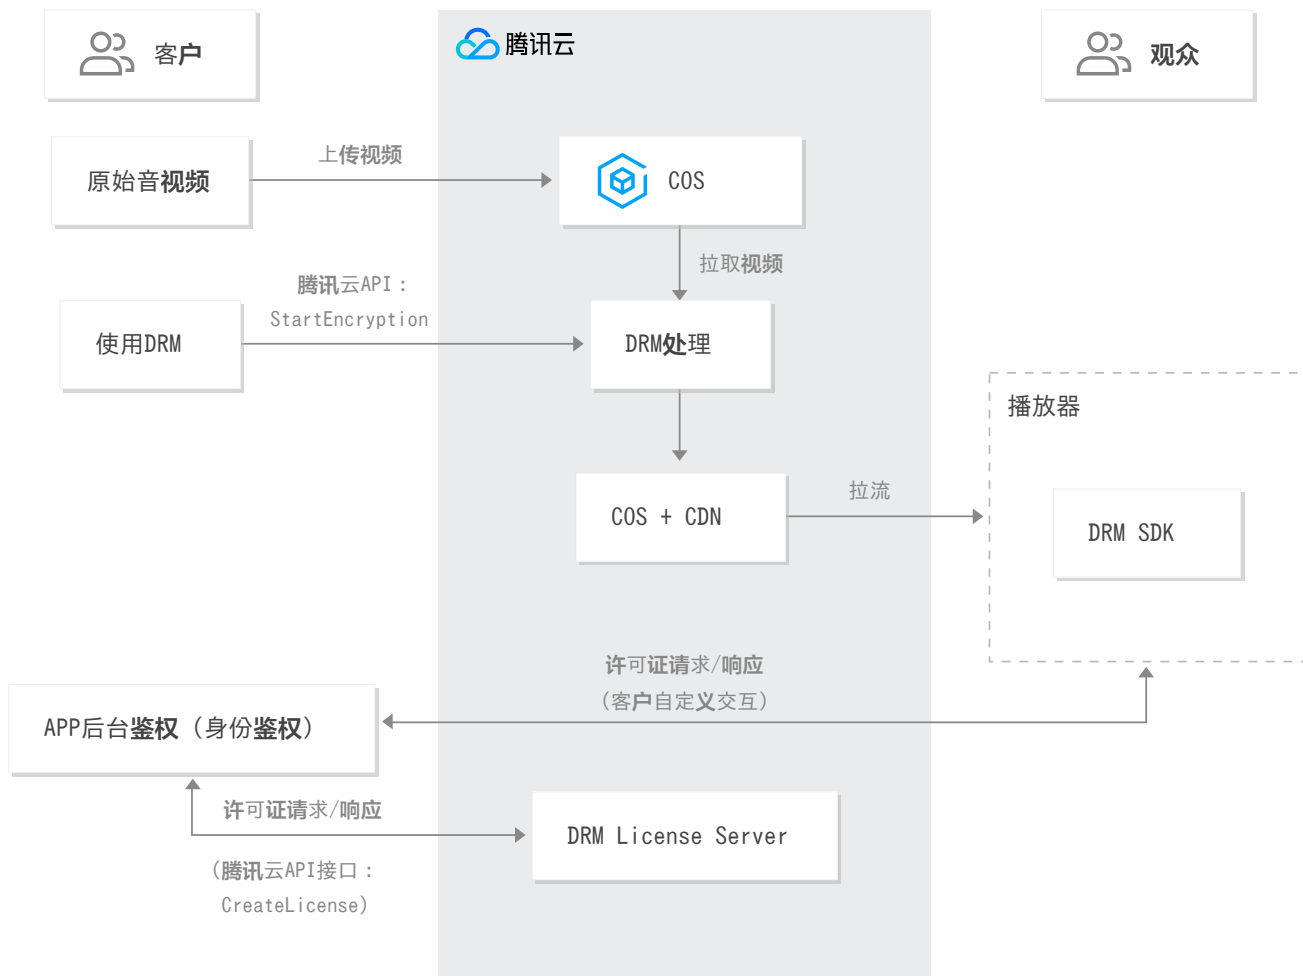 客户
腾讯云
观众
原始音视频
上传视频
COS
拉取视频
腾讯云API：
StartEncryption
使用DRM
DRM处理
播放器
COS + CDN
拉流
DRM SDK
许可证请求/响应
（客户自定义交互）
APP后台鉴权（身份鉴权）
许可证请求/响应
DRM License Server
（腾讯云API接口：
CreateLicense）